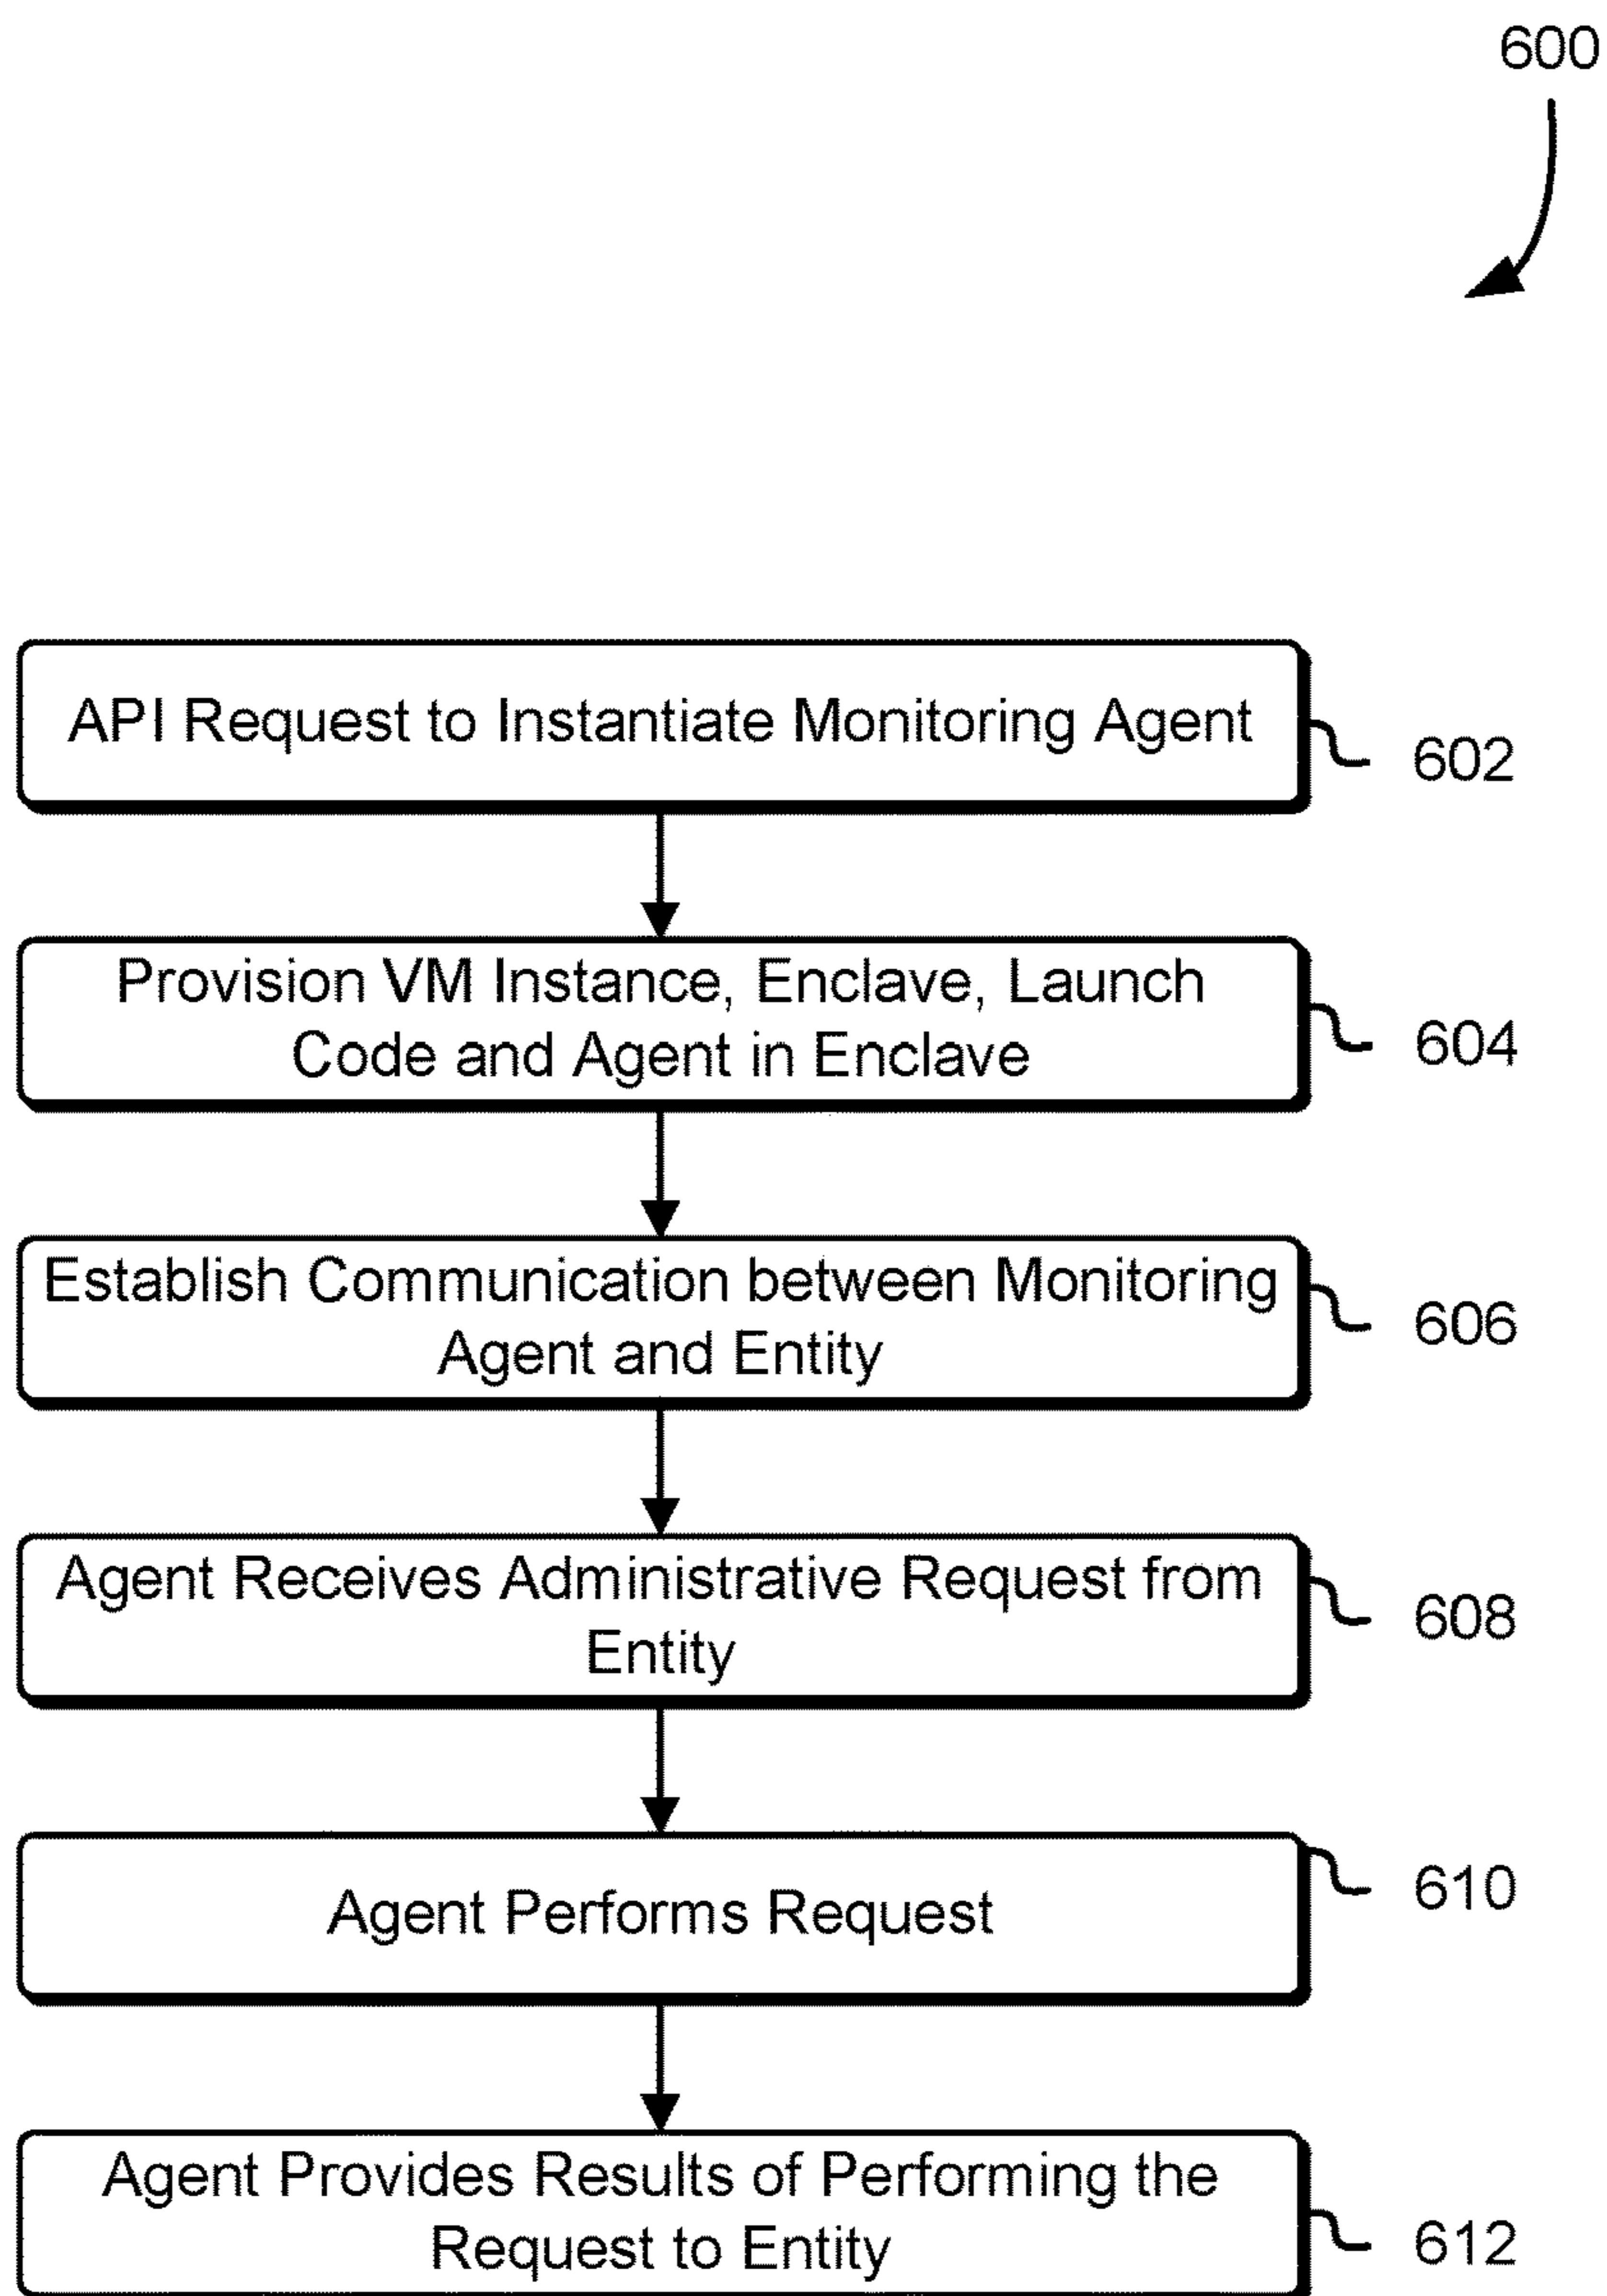 600
API Request to Instantiate Monitoring Agent
602
Provision VM Instance, Enclave, Launch
Code and Agent in Enclave
604
Establish Communication between Monitoring
Agent and Entity
606
Agent Receives Administrative Request from
Entity
608
Agent Performs Request
610
Agent Provides Results of Performing the
Request to Entity
612